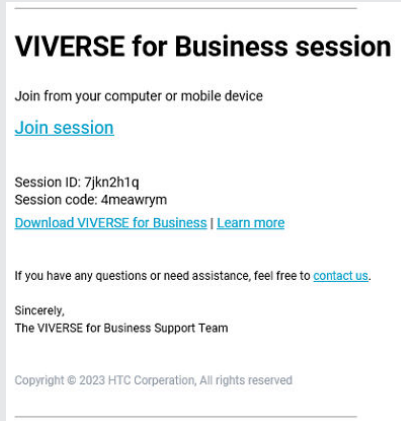 VIVERSE for Business session
Join from your computer or mobile device
Join session
Session ID: 7jkn2h1q
Session code: 4meawrym
Download VIVERSE for Business | Learn more
If you have any questions or need assistance, feel free to contact us.
Sincerely,
The VIVERSE for Business Support Team
Copyright © 2023 HTC Corperation, All rights reserved